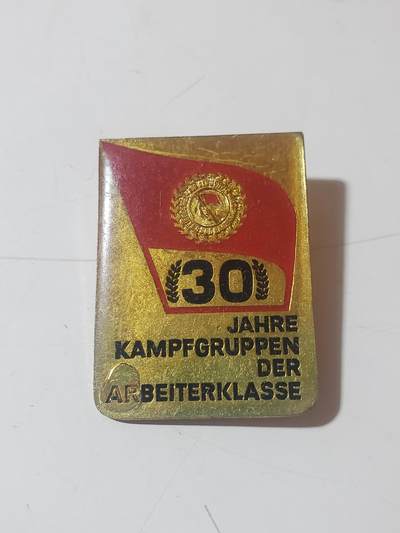 30
JAHRE
KAMPFGRUPPEN
DER
ARBEITERKLASSE